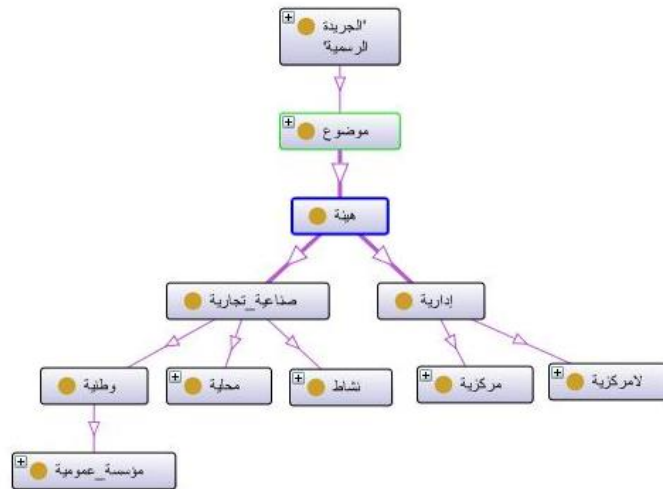 'الجريدة
الرسمية'
موضوع
هيئة
صناعية_تجارية
إدارية
وطنية
محلية
نشاط
مركزية
لامركزية
مؤسسة_عمومية